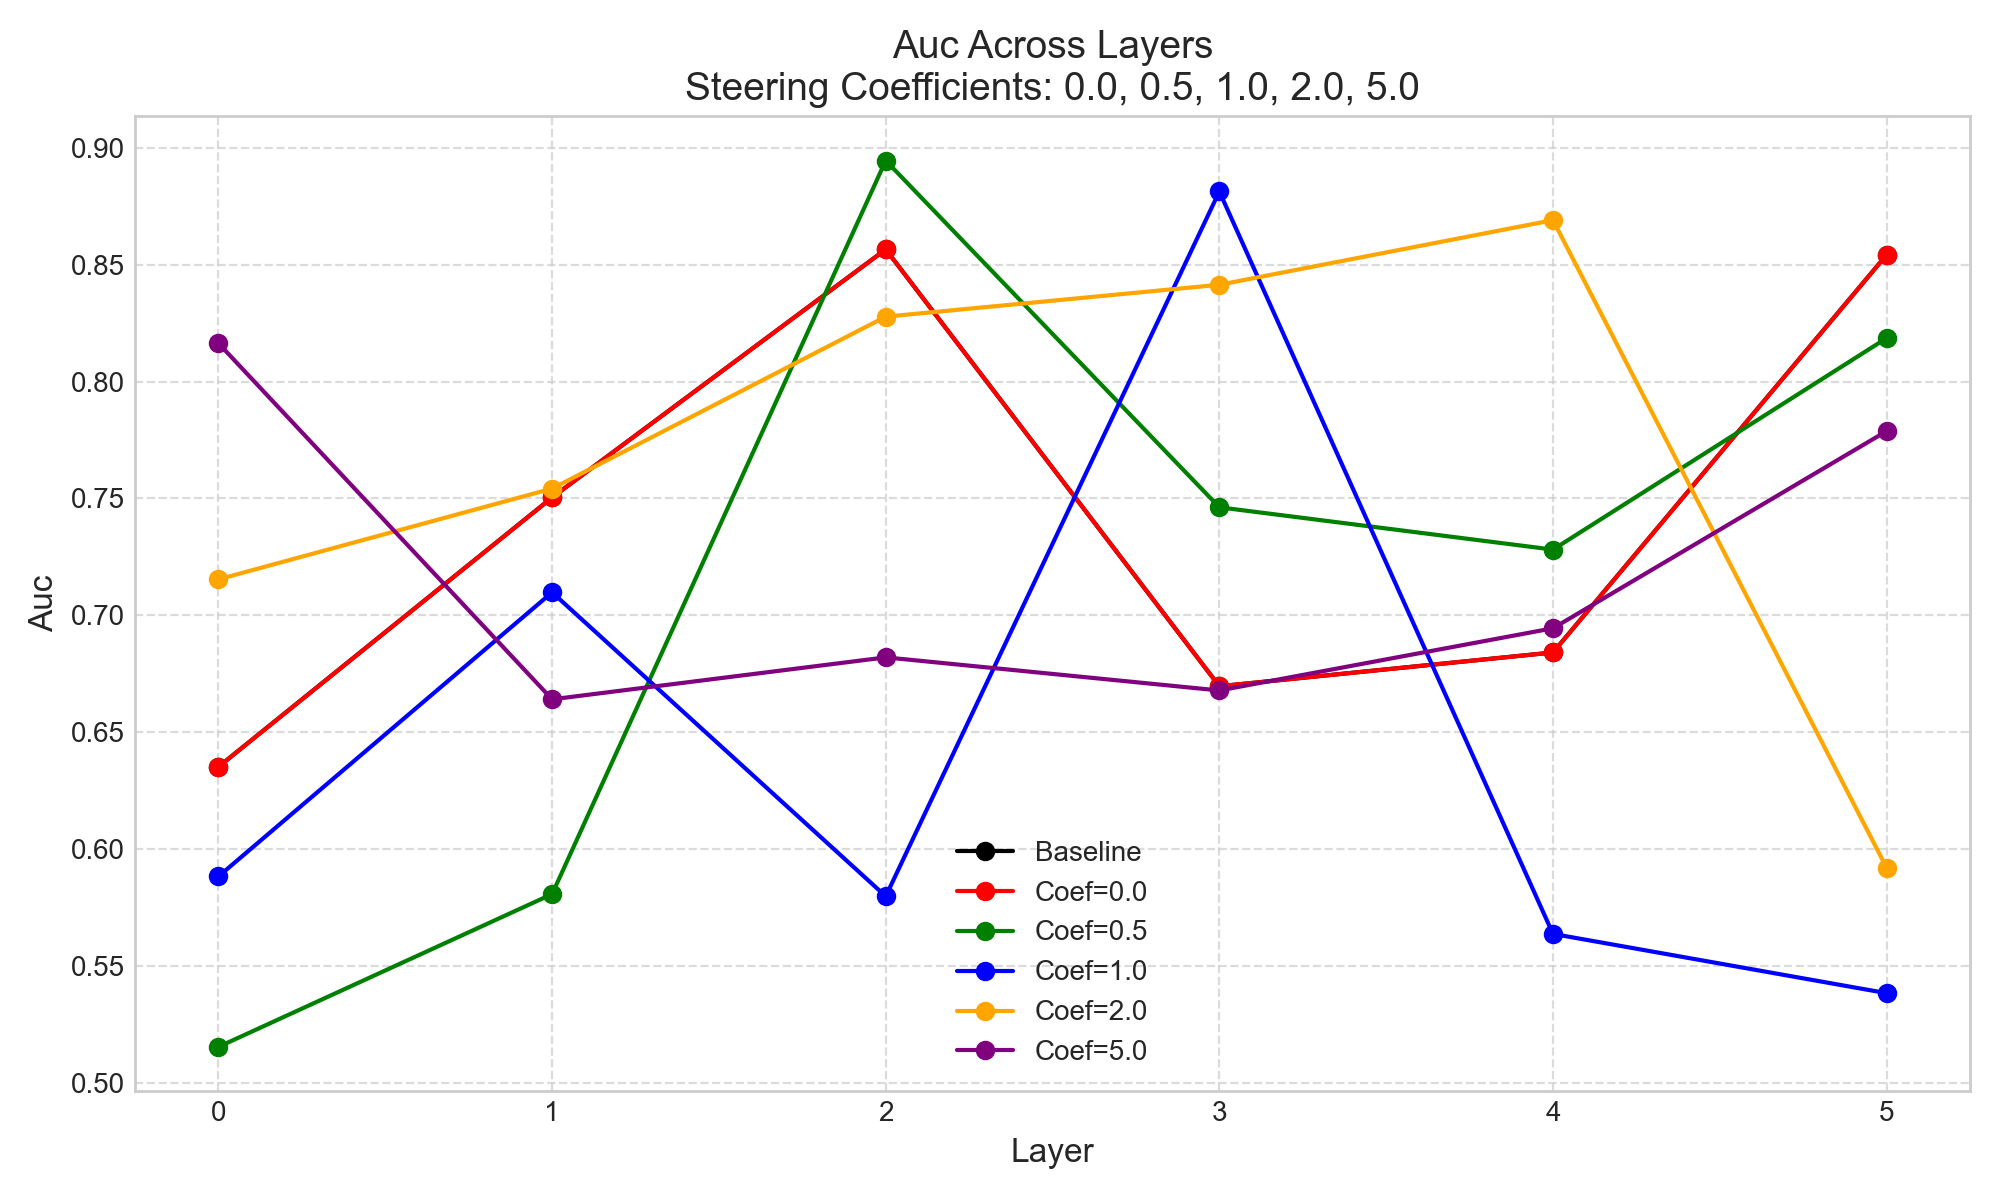 Auc Across Layers
Steering Coefficients: 0.0, 0.5, 1.0, 2.0, 5.0
Auc
0.90
0.85
0.80
0.75
0.70
0.65
0.60
0.55
0.50
Baseline
Coef=0.0
Coef=0.5
Coef=1.0
Coef=2.0
Coef=5.0
0 1 2 3 4 5
Layer